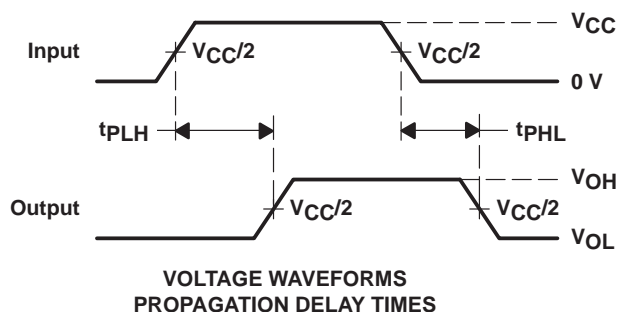 VCC
Input VCC/2 VCC/2
0 V
tPLH tPHL
VOH
Output VCC/2 VCC/2
VOL
VOLTAGE WAVEFORMS
PROPAGATION DELAY TIMES